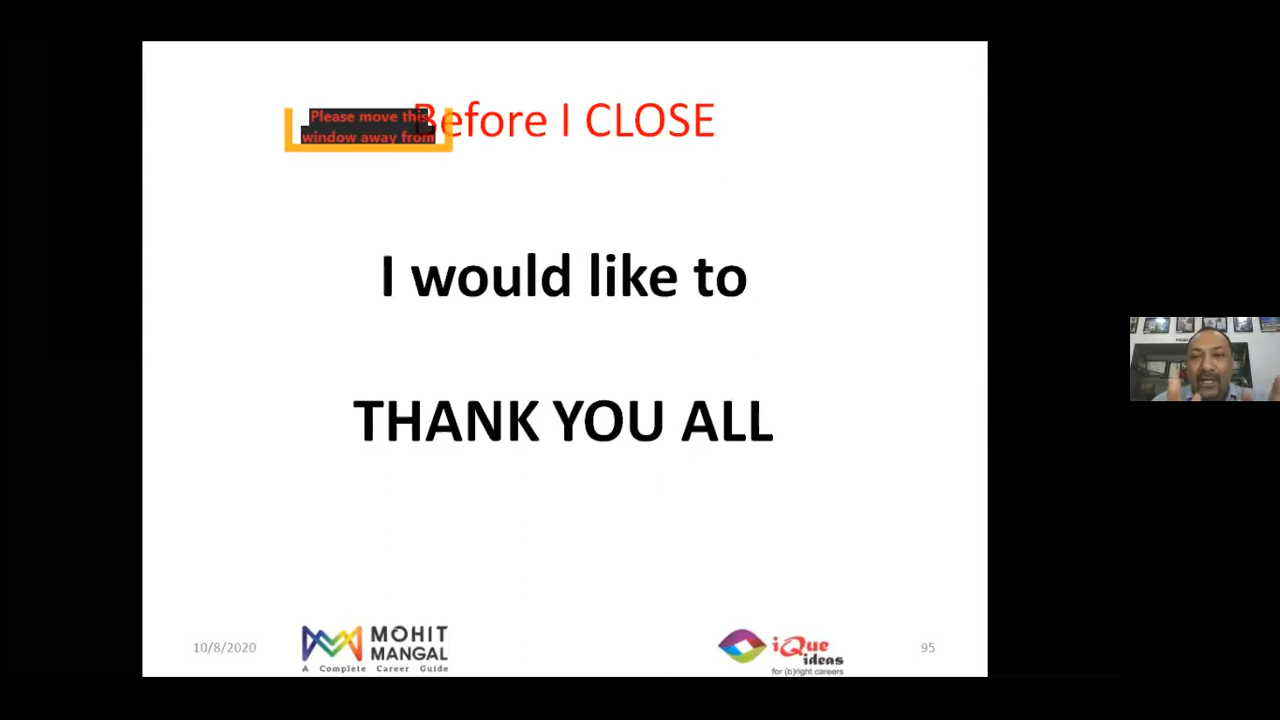 Before I CLOSE
Please move this
window away from
I would like to
THANK YOU ALL
10/8/2020
MOHIT
MANGAL
A Complete Career Guide
iQue
ideas
for (b)right careers
95